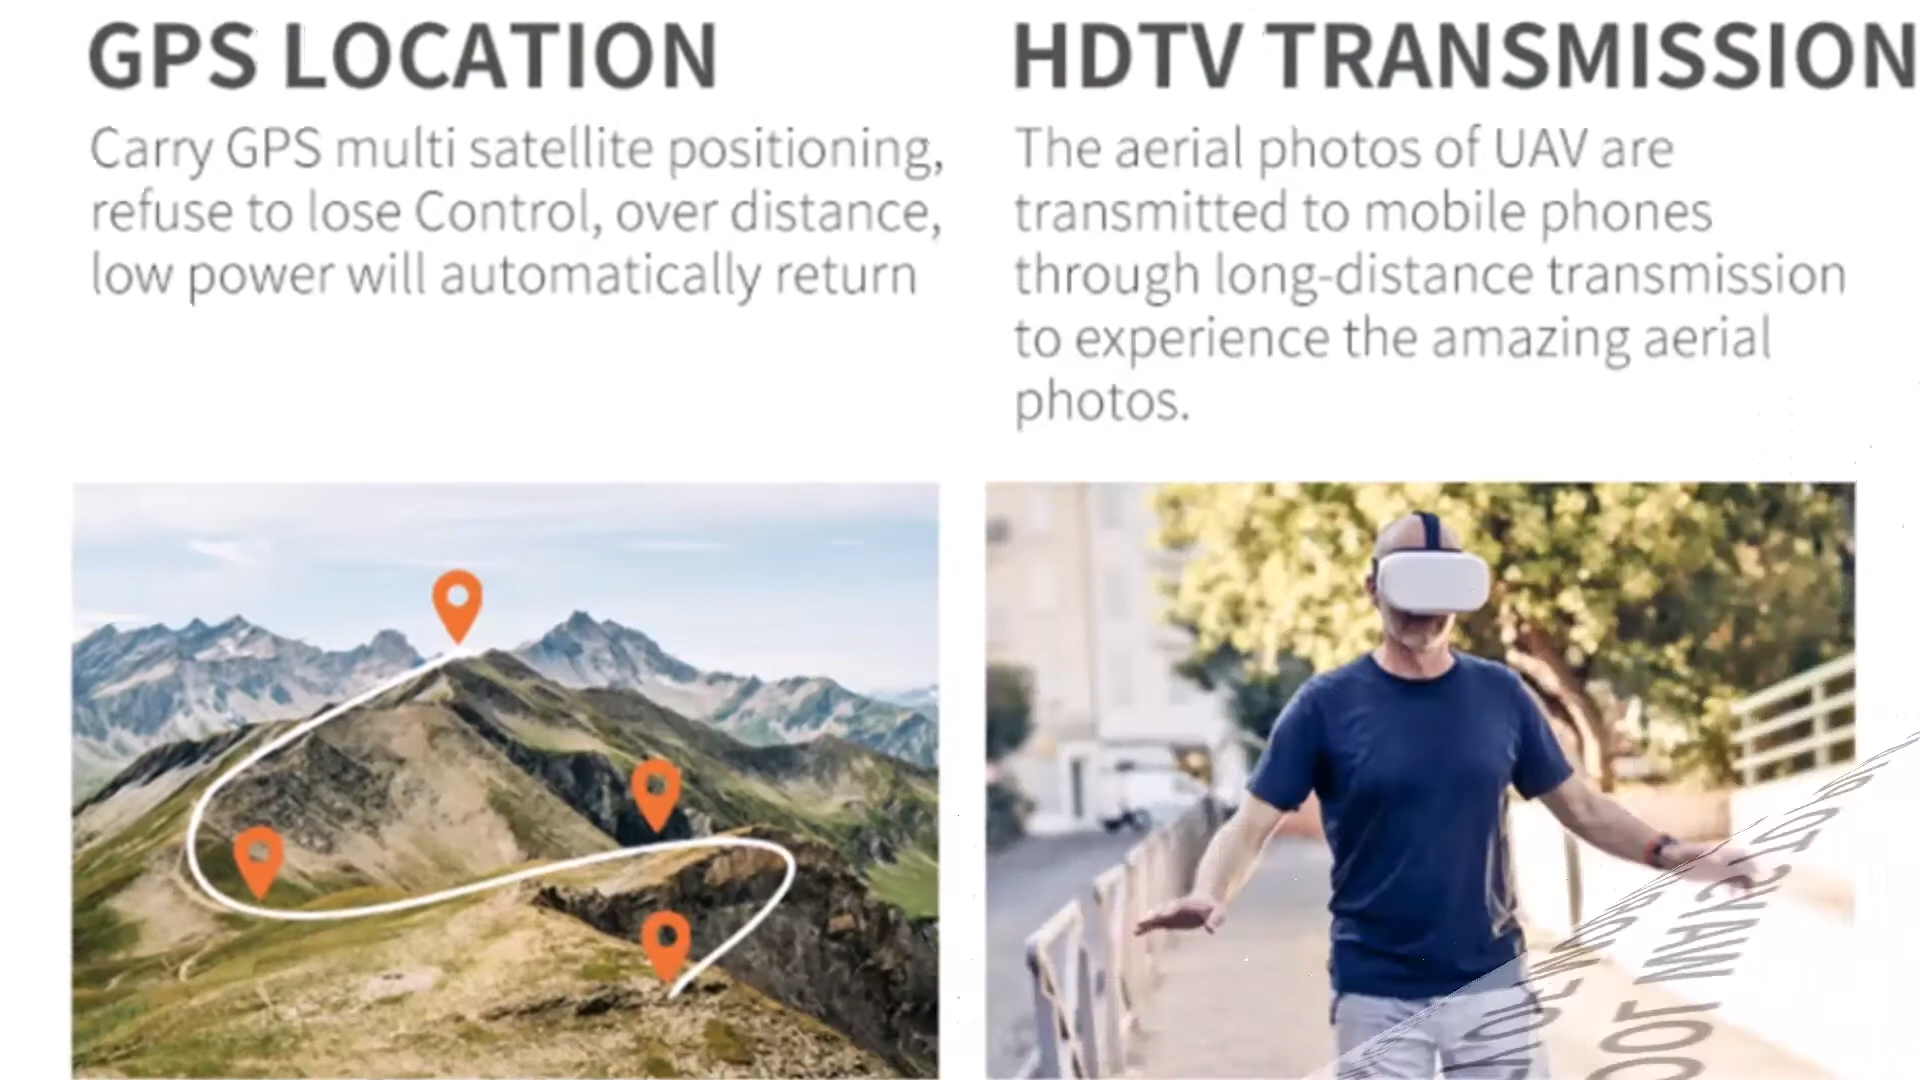 GPS LOCATION
Carry GPS multi satellite positioning,
refuse to lose Control, over distance,
low power will automatically return
HDTV TRANSMISSION
The aerial photos of UAV are
transmitted to mobile phones
through long-distance transmission
to experience the amazing aerial
photos.